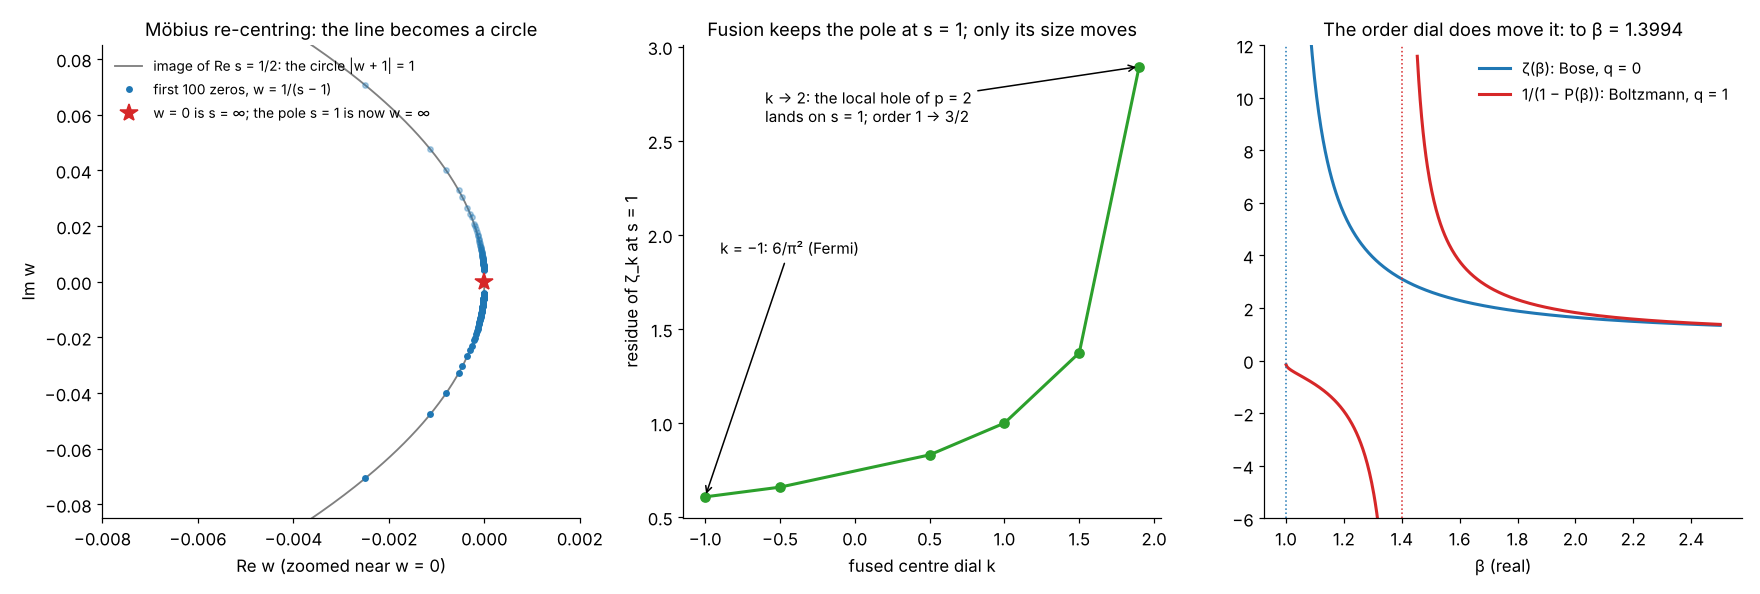 Möbius re-centring: the line becomes a circle
0.08
0.06
0.04
0.02
0.00
−0.02
−0.04
−0.06
−0.08
Im w
image of Re s = 1/2: the circle |w + 1| = 1
first 100 zeros, w = 1/(s − 1)
w = 0 is s = ∞; the pole s = 1 is now w = ∞
−0.008
−0.006
−0.004
−0.002
0.000
0.002
Re w (zoomed near w = 0)
Fusion keeps the pole at s = 1; only its size moves
3.0
2.5
2.0
1.5
1.0
0.5
residue of ζ_k at s = 1
k → 2: the local hole of p = 2
lands on s = 1; order 1 → 3/2
k = −1: 6/π² (Fermi)
−1.0
−0.5
0.0
0.5
1.0
1.5
2.0
fused centre dial k
The order dial does move it: to β = 1.3994
12
10
8
6
4
2
0
−2
−4
−6
ζ(β): Bose, q = 0
1/(1 − P(β)): Boltzmann, q = 1
1.0
1.2
1.4
1.6
1.8
2.0
2.2
2.4
β (real)